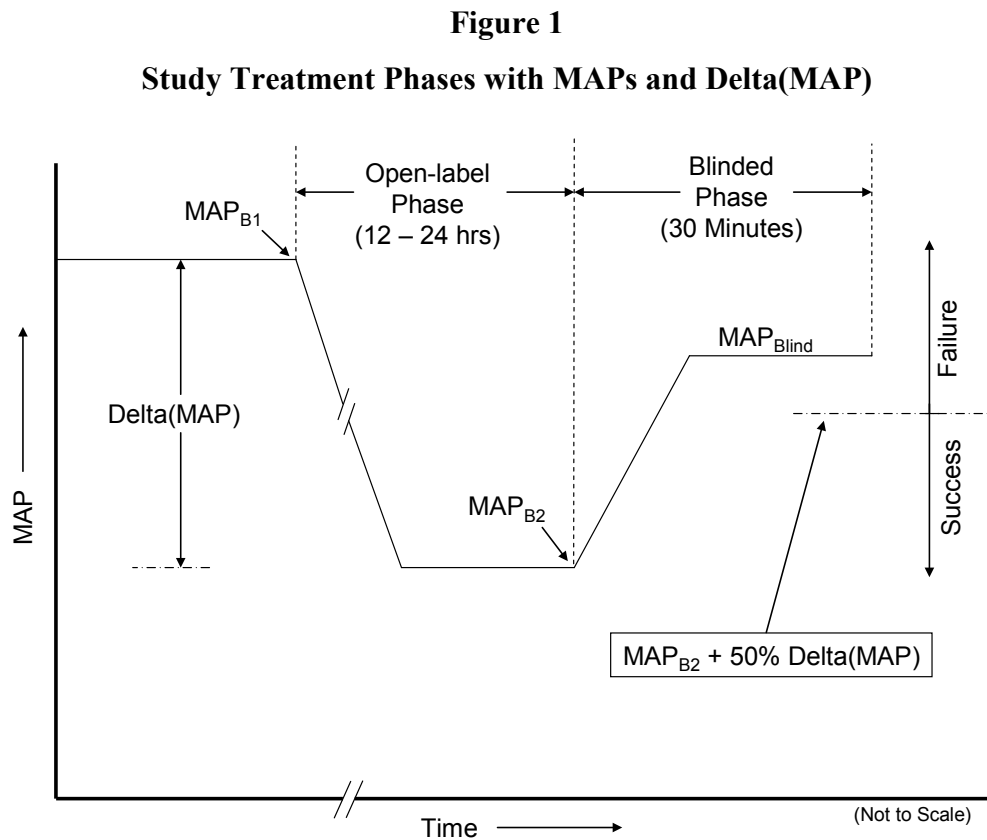 Figure 1
Study Treatment Phases with MAPs and Delta(MAP)
Open-label
Phase
(12 – 24 hrs)
Blinded
Phase
(30 Minutes)
MAP_B1
MAP_Blind
Failure
Delta(MAP)
MAP
MAP_B2
Success
MAP_B2 + 50% Delta(MAP)
(Not to Scale)
Time